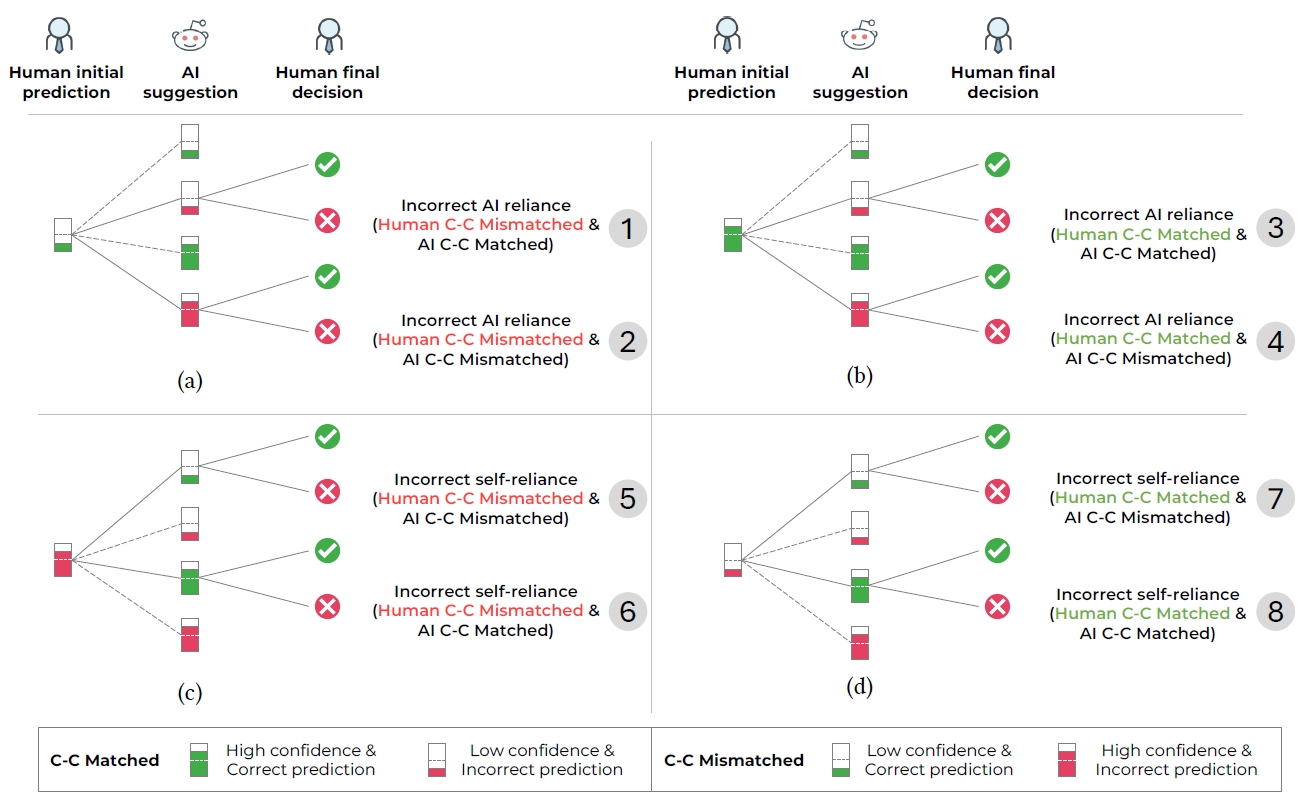 Human initial
prediction
AI
suggestion
Human final
decision
Human initial
prediction
AI
suggestion
Human final
decision
Incorrect AI reliance
(Human C-C Mismatched &
AI C-C Matched)
1
Incorrect AI reliance
(Human C-C Mismatched &
AI C-C Mismatched)
2
(a)
Incorrect AI reliance
(Human C-C Matched &
AI C-C Matched)
3
Incorrect AI reliance
(Human C-C Matched &
AI C-C Mismatched)
4
(b)
Incorrect self-reliance
(Human C-C Mismatched &
AI C-C Mismatched)
5
Incorrect self-reliance
(Human C-C Mismatched &
AI C-C Matched)
6
(c)
Incorrect self-reliance
(Human C-C Matched &
AI C-C Mismatched)
7
Incorrect self-reliance
(Human C-C Matched &
AI C-C Matched)
8
(d)
C-C Matched
High confidence &
Correct prediction
Low confidence &
Incorrect prediction
C-C Mismatched
Low confidence &
Correct prediction
High confidence &
Incorrect prediction